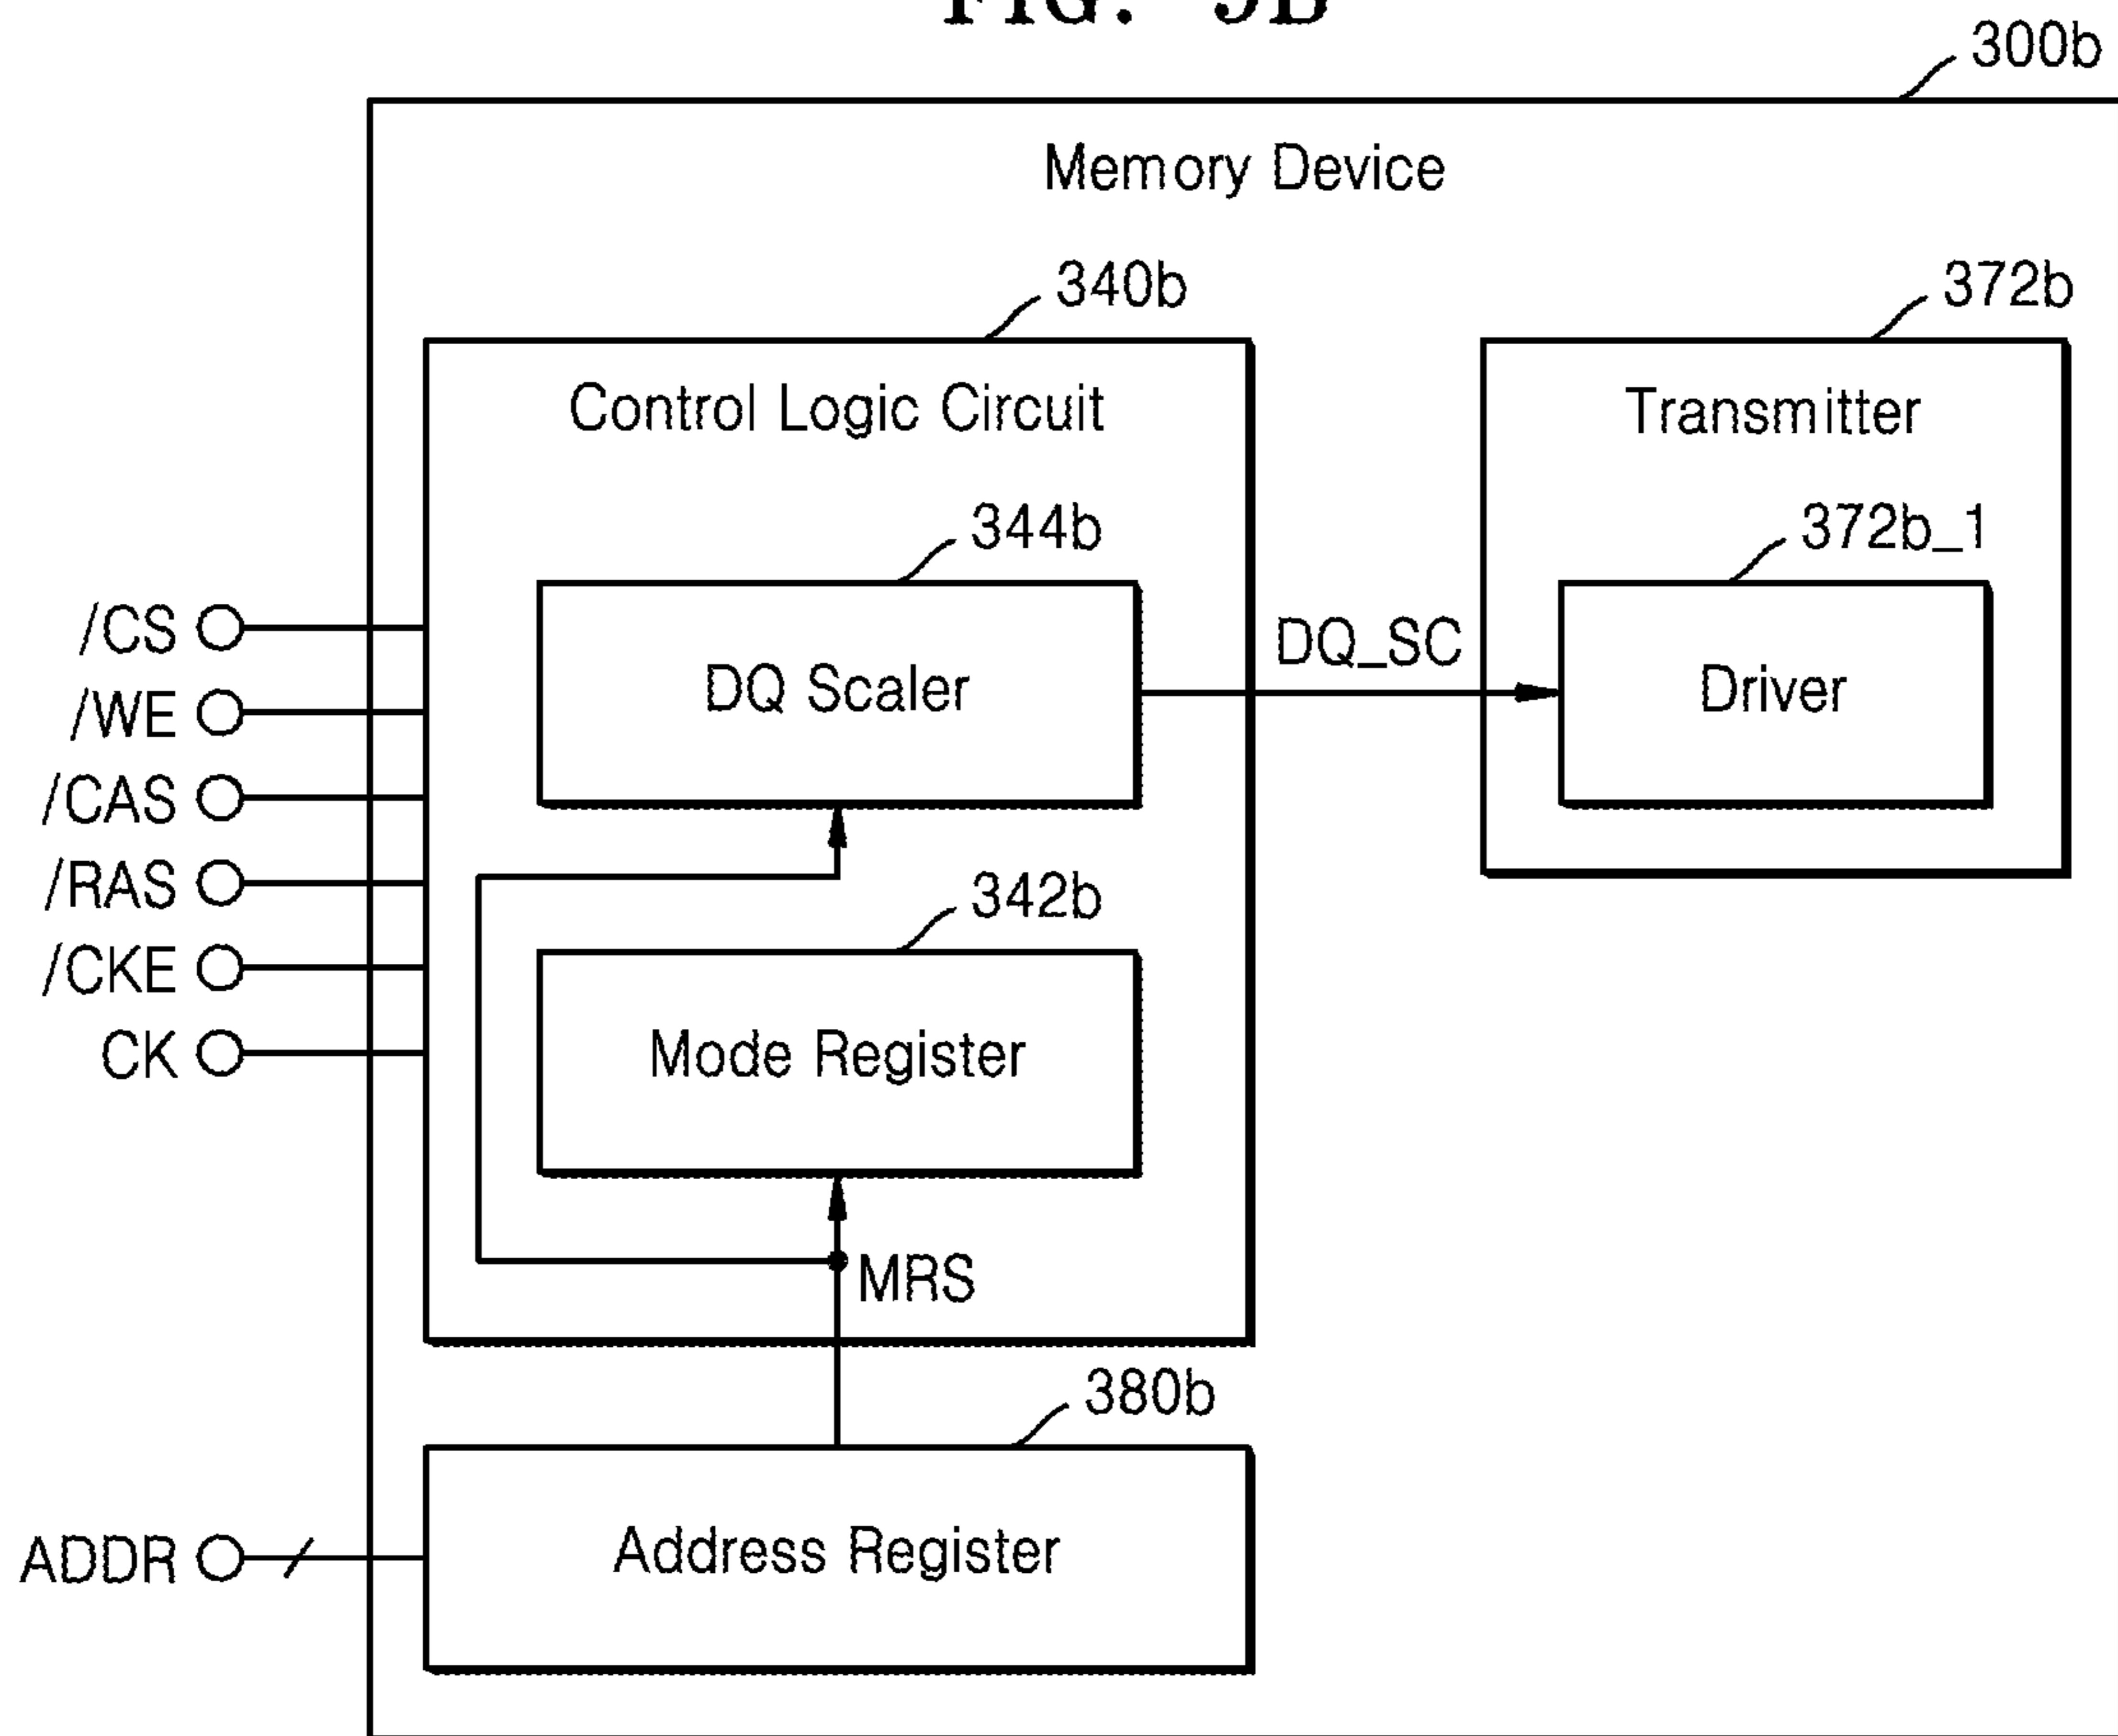 300b
Memory Device
340b
372b
Control Logic Circuit
Transmitter
344b
372b_1
/CS
/WE
/CAS
/RAS
/CKE
CK
DQ Scaler
DQ_SC
Driver
342b
Mode Register
MRS
380b
ADDR
Address Register